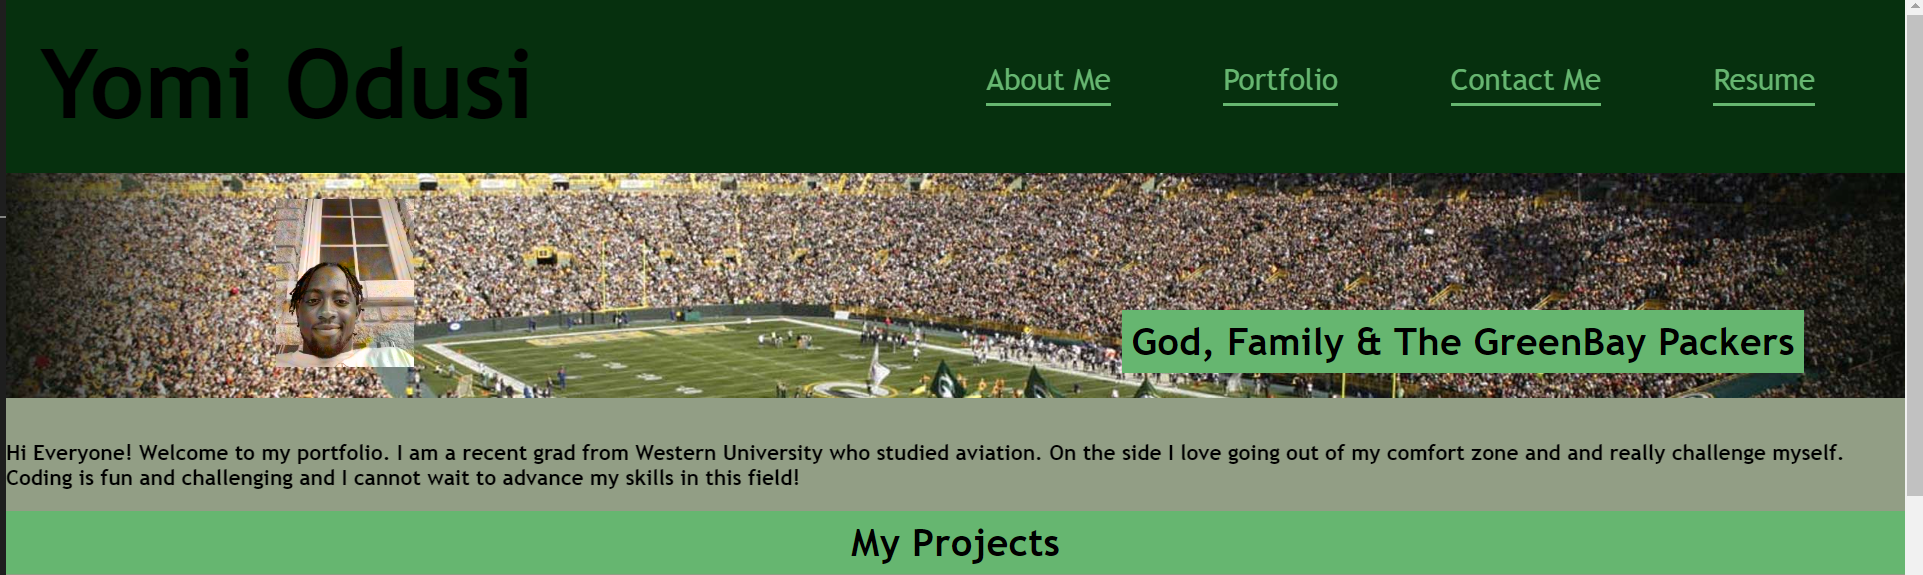 Yomi Odusi
About Me
Portfolio
Contact Me
Resume
God, Family & The GreenBay Packers
Hi Everyone! Welcome to my portfolio. I am a recent grad from Western University who studied aviation. On the side I love going out of my comfort zone and and really challenge myself.
Coding is fun and challenging and I cannot wait to advance my skills in this field!
My Projects